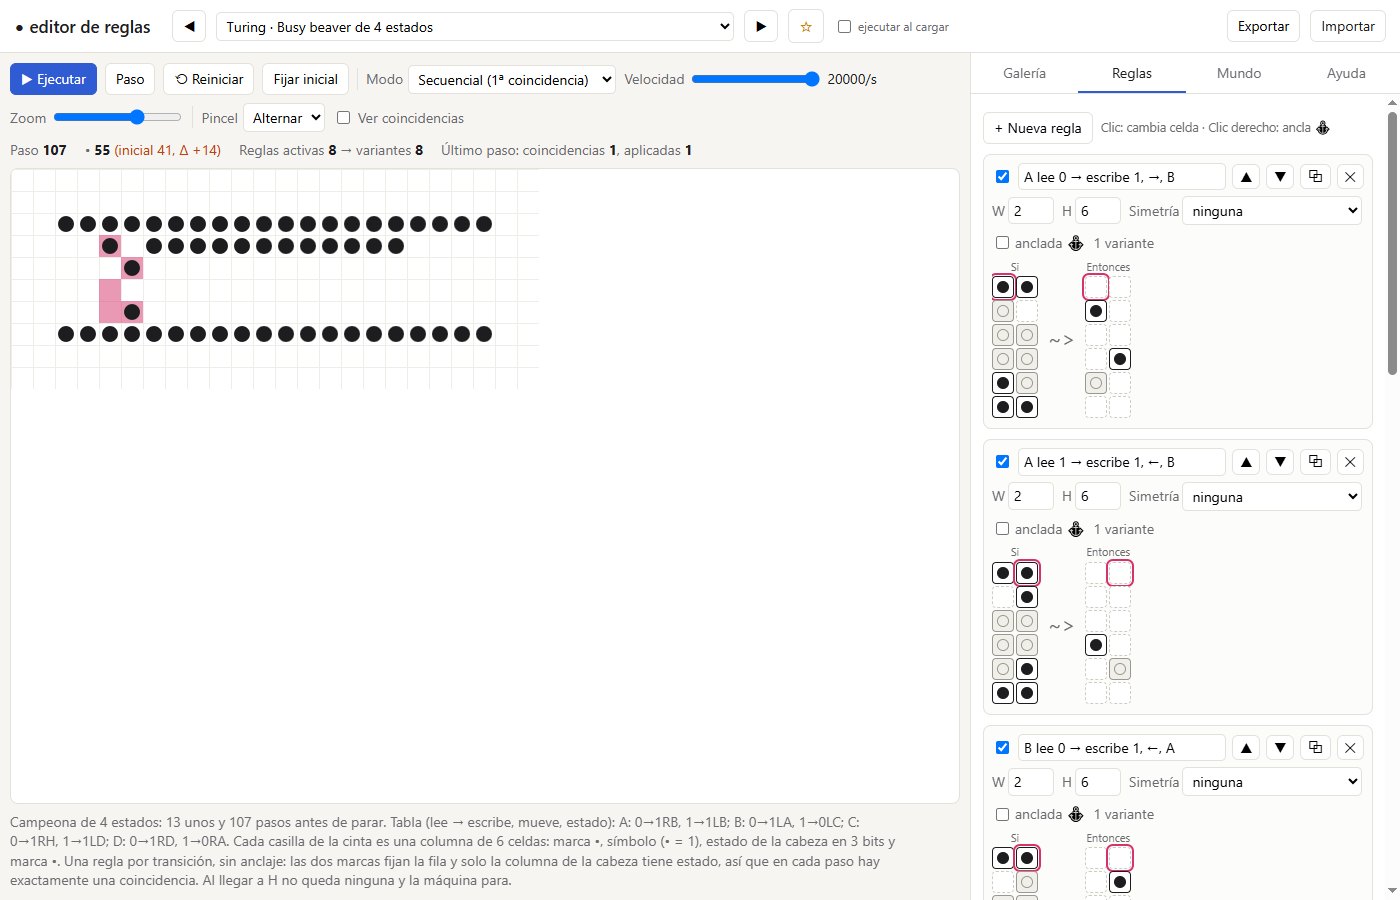 • editor de reglas
◀
Turing · Busy beaver de 4 estados
▶
☆
ejecutar al cargar
Exportar
Importar
▶ Ejecutar
Paso
Reiniciar
Fijar inicial
Modo
Secuencial (1ª coincidencia)
Velocidad
20000/s
Zoom
Pincel
Alternar
Ver coincidencias
Paso 107 • 55 (inicial 41, Δ +14) Reglas activas 8 → variantes 8 Último paso: coincidencias 1, aplicadas 1
Campeona de 4 estados: 13 unos y 107 pasos antes de parar. Tabla (lee → escribe, mueve, estado): A: 0→1RB, 1→1LB; B: 0→1LA, 1→0LC; C:
0→1RH, 1→1LD; D: 0→1RD, 1→0RA. Cada casilla de la cinta es una columna de 6 celdas: marca •, símbolo (• = 1), estado de la cabeza en 3 bits y
marca •. Una regla por transición, sin anclaje: las dos marcas fijan la fila y solo la columna de la cabeza tiene estado, así que en cada paso hay
exactamente una coincidencia. Al llegar a H no queda ninguna y la máquina para.
Galería
Reglas
Mundo
Ayuda
+ Nueva regla
Clic: cambia celda · Clic derecho: ancla
A lee 0 → escribe 1, →, B
W 2 H 6 Simetría ninguna
anclada 1 variante
Si Entonces
~>
A lee 1 → escribe 1, ←, B
W 2 H 6 Simetría ninguna
anclada 1 variante
Si Entonces
~>
B lee 0 → escribe 1, ←, A
W 2 H 6 Simetría ninguna
anclada 1 variante
Si Entonces